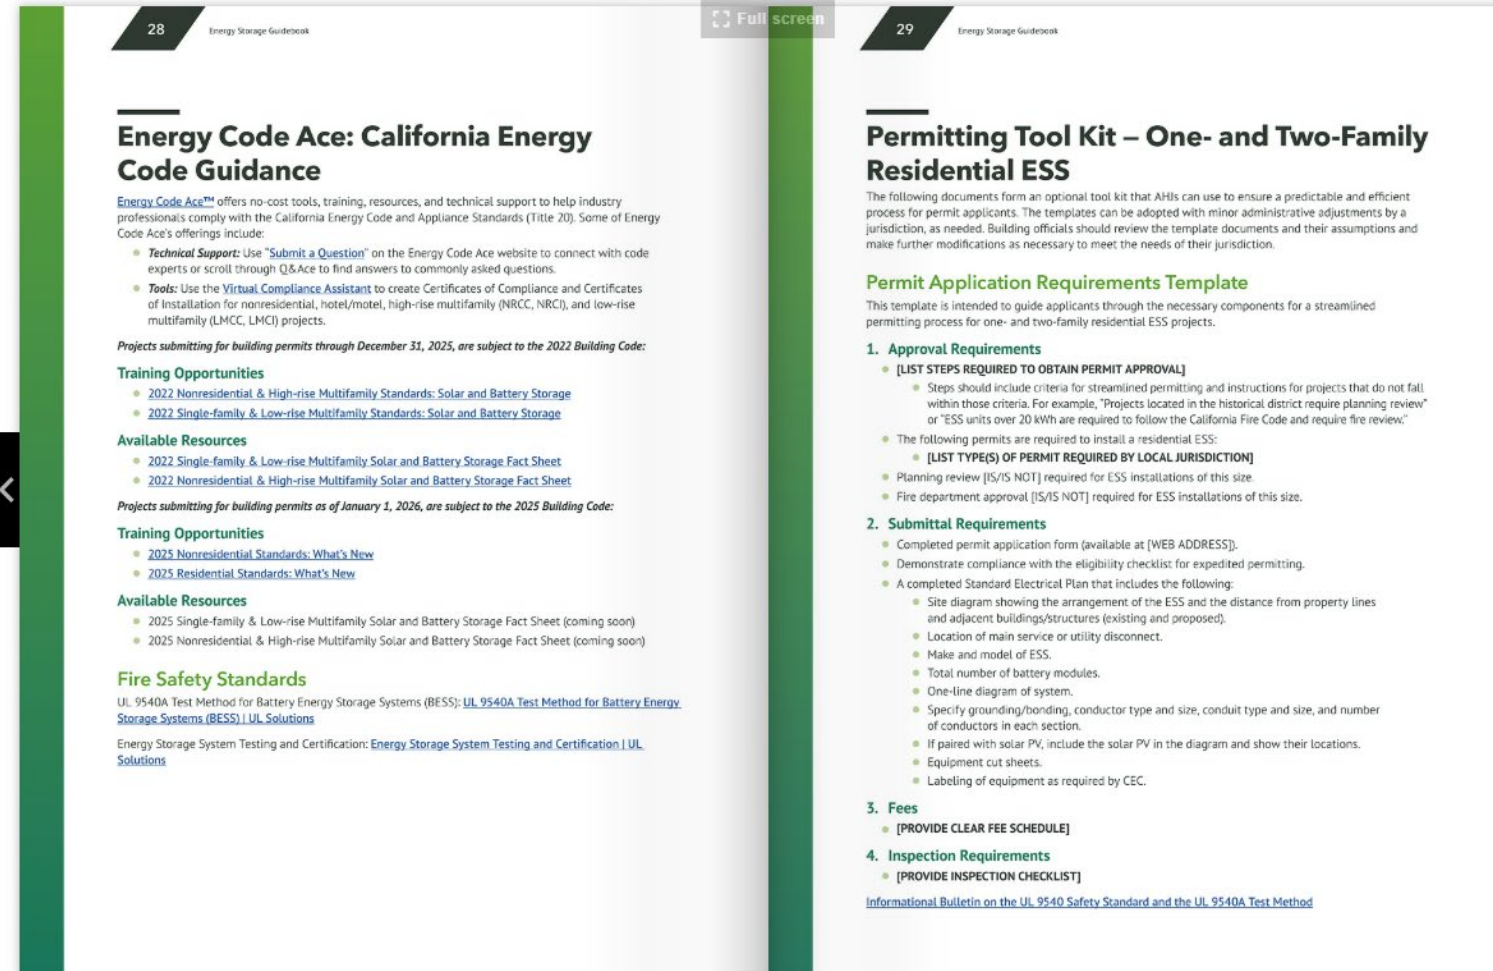 Full screen
28
Energy Storage Guidebook
Energy Code Ace: California Energy
Code Guidance
Energy Code Ace™ offers no-cost tools, training, resources, and technical support to help industry
professionals comply with the California Energy Code and Appliance Standards (Title 20). Some of Energy
Code Ace's offerings include:
Technical Support: Use "Submit a Question" on the Energy Code Ace website to connect with code
experts or scroll through Q&Ace to find answers to commonly asked questions.
Tools: Use the Virtual Compliance Assistant to create Certificates of Compliance and Certificates
of Installation for nonresidential, hotel/motel, high-rise multifamily (NRCC, NRCI), and low-rise
multifamily (LMCC, LMCI) projects.
Projects submitting for building permits through December 31, 2025, are subject to the 2022 Building Code:
Training Opportunities
2022 Nonresidential & High-rise Multifamily Standards: Solar and Battery Storage
2022 Single-family & Low-rise Multifamily Standards: Solar and Battery Storage
Available Resources
2022 Single-family & Low-rise Multifamily Solar and Battery Storage Fact Sheet
2022 Nonresidential & High-rise Multifamily Solar and Battery Storage Fact Sheet
Projects submitting for building permits as of January 1, 2026, are subject to the 2025 Building Code:
Training Opportunities
2025 Nonresidential Standards: What's New
2025 Residential Standards: What's New
Available Resources
2025 Single-family & Low-rise Multifamily Solar and Battery Storage Fact Sheet (coming soon)
2025 Nonresidential & High-rise Multifamily Solar and Battery Storage Fact Sheet (coming soon)
Fire Safety Standards
UL 9540A Test Method for Battery Energy Storage Systems (BESS): UL 9540A Test Method for Battery Energy
Storage Systems (BESS) | UL Solutions
Energy Storage System Testing and Certification: Energy Storage System Testing and Certification | UL
Solutions
29
Energy Storage Guidebook
Permitting Tool Kit – One- and Two-Family
Residential ESS
The following documents form an optional tool kit that AHJs can use to ensure a predictable and efficient
process for permit applicants. The templates can be adopted with minor administrative adjustments by a
jurisdiction, as needed. Building officials should review the template documents and their assumptions and
make further modifications as necessary to meet the needs of their jurisdiction.
Permit Application Requirements Template
This template is intended to guide applicants through the necessary components for a streamlined
permitting process for one- and two-family residential ESS projects.
1. Approval Requirements
[LIST STEPS REQUIRED TO OBTAIN PERMIT APPROVAL]
Steps should include criteria for streamlined permitting and instructions for projects that do not fall
within those criteria. For example, "Projects located in the historical district require planning review"
or "ESS units over 20 kWh are required to follow the California Fire Code and require fire review."
The following permits are required to install a residential ESS:
[LIST TYPE(S) OF PERMIT REQUIRED BY LOCAL JURISDICTION]
Planning review [IS/IS NOT] required for ESS installations of this size.
Fire department approval [IS/IS NOT] required for ESS installations of this size.
2. Submittal Requirements
Completed permit application form (available at [WEB ADDRESS]).
Demonstrate compliance with the eligibility checklist for expedited permitting.
A completed Standard Electrical Plan that includes the following:
Site diagram showing the arrangement of the ESS and the distance from property lines
and adjacent buildings/structures (existing and proposed).
Location of main service or utility disconnect.
Make and model of ESS.
Total number of battery modules.
One-line diagram of system.
Specify grounding/bonding, conductor type and size, conduit type and size, and number
of conductors in each section.
If paired with solar PV, include the solar PV in the diagram and show their locations.
Equipment cut sheets.
Labeling of equipment as required by CEC.
3. Fees
[PROVIDE CLEAR FEE SCHEDULE]
4. Inspection Requirements
[PROVIDE INSPECTION CHECKLIST]
Informational Bulletin on the UL 9540 Safety Standard and the UL 9540A Test Method